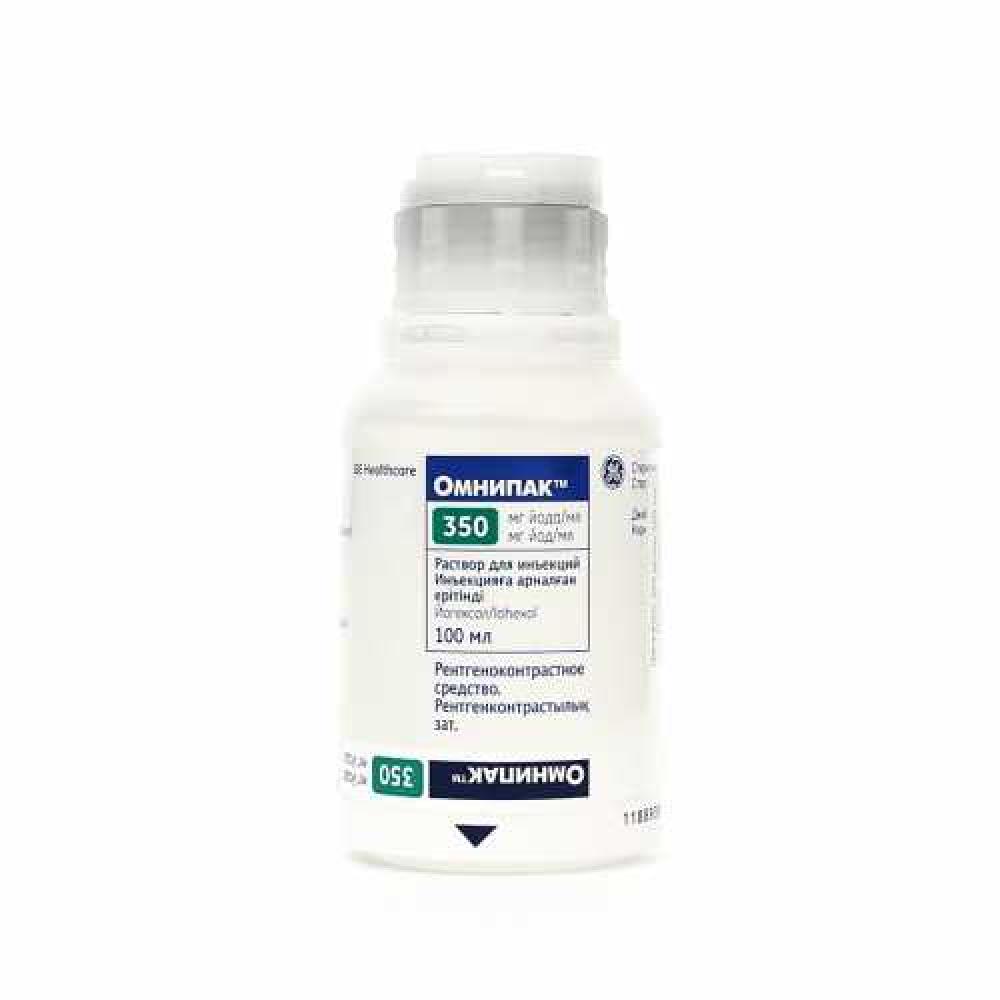 GE Healthcare
ОМНИПАК™
350 мг йода/мл
мг йод/мл
Раствор для инъекций
Инъекцияға арналған
ерітінді
Йогексол/Iohexol
100 мл
Рентгеноконтрастное
средство.
Рентгенконтрастылық
зат.
350 ОМНИПАК™